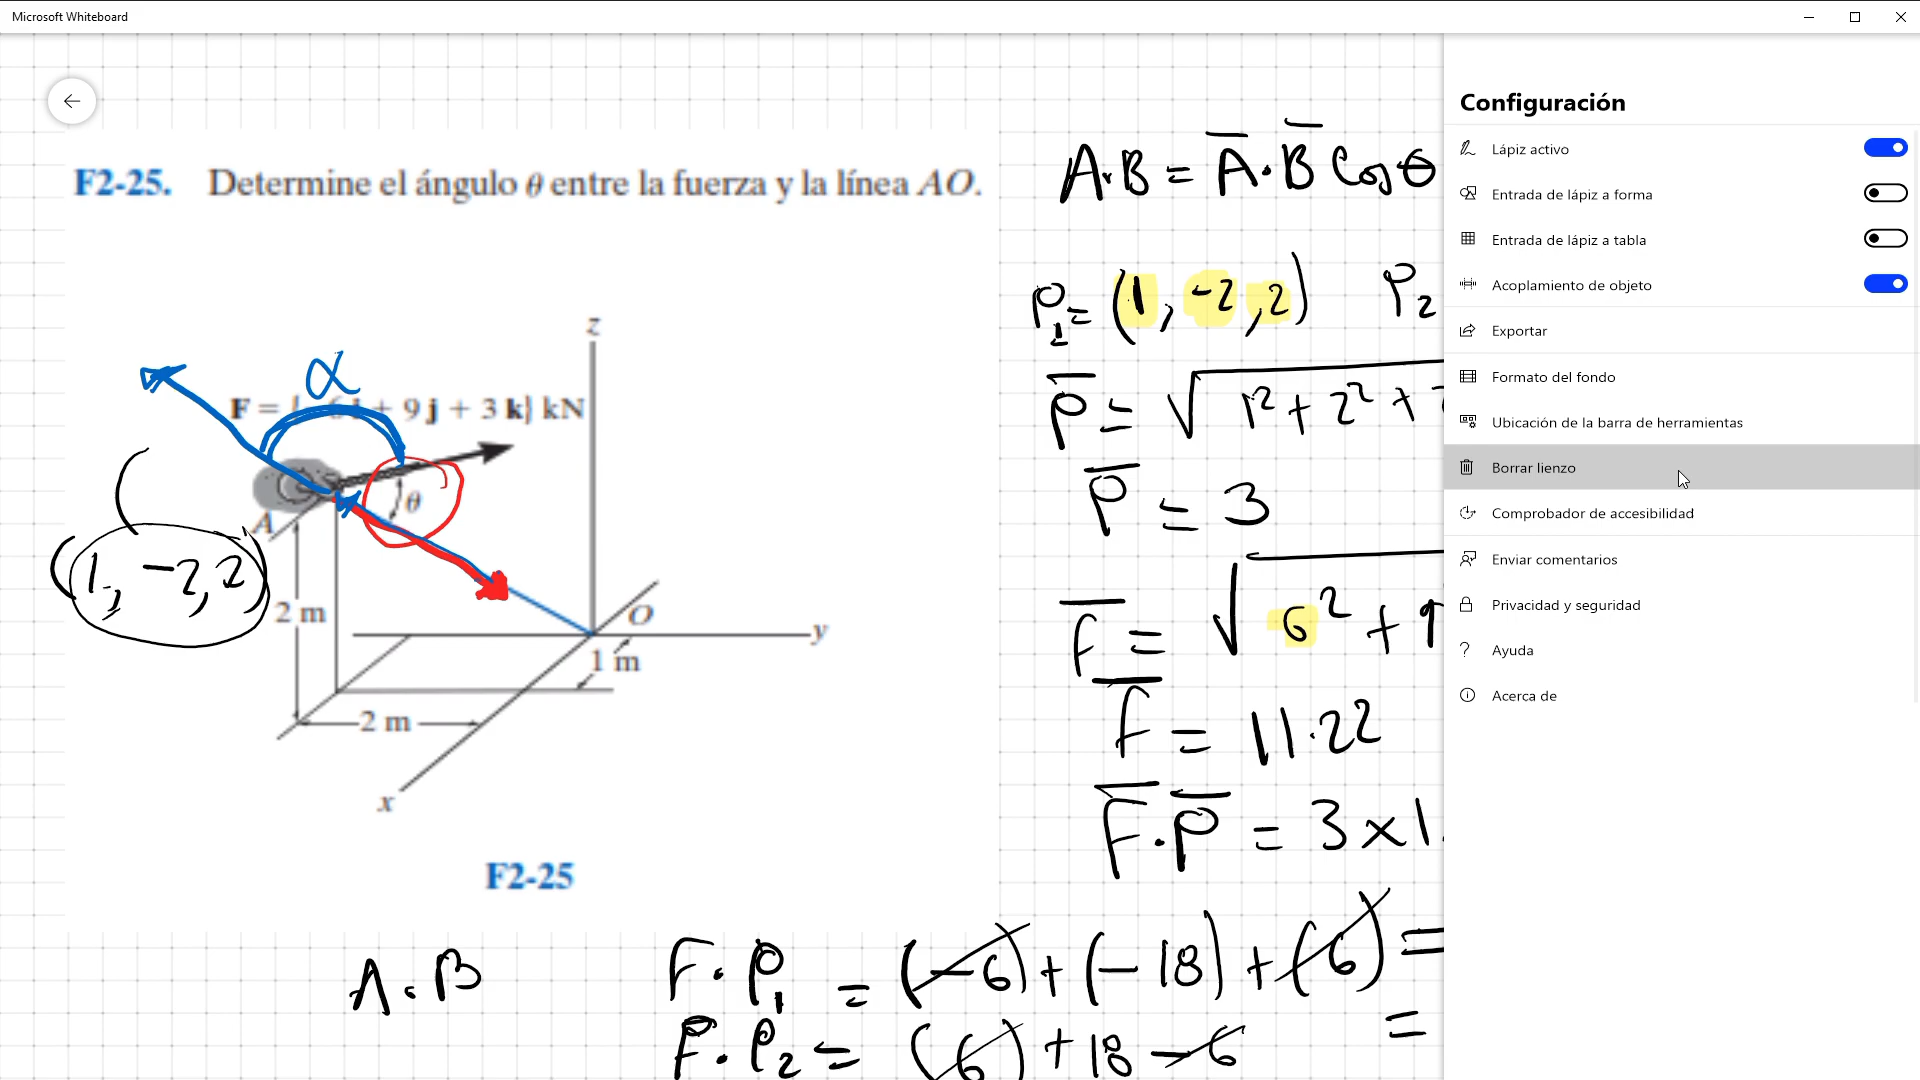 Microsoft Whiteboard
F2-25. Determine el ángulo θ entre la fuerza y la línea AO.
z
α
F = { 6 i + 9 j + 3 k} kN
θ
A
(1, -2, 2)
2 m
O
y
1 m
2 m
x
F2-25
A·B
A·B = A·B Cos θ
P1 = (1, -2, 2) P2
P = √ 1² + 2² +
P = 3
F = √ 6² + 9
F = 11.22
F·P = 3 x 1
F·P1 = (-6) + (-18) + (6) =
F·P2 = (6) + 18 - 6 =
Configuración
Lápiz activo
Entrada de lápiz a forma
Entrada de lápiz a tabla
Acoplamiento de objeto
Exportar
Formato del fondo
Ubicación de la barra de herramientas
Borrar lienzo
Comprobador de accesibilidad
Enviar comentarios
Privacidad y seguridad
Ayuda
Acerca de